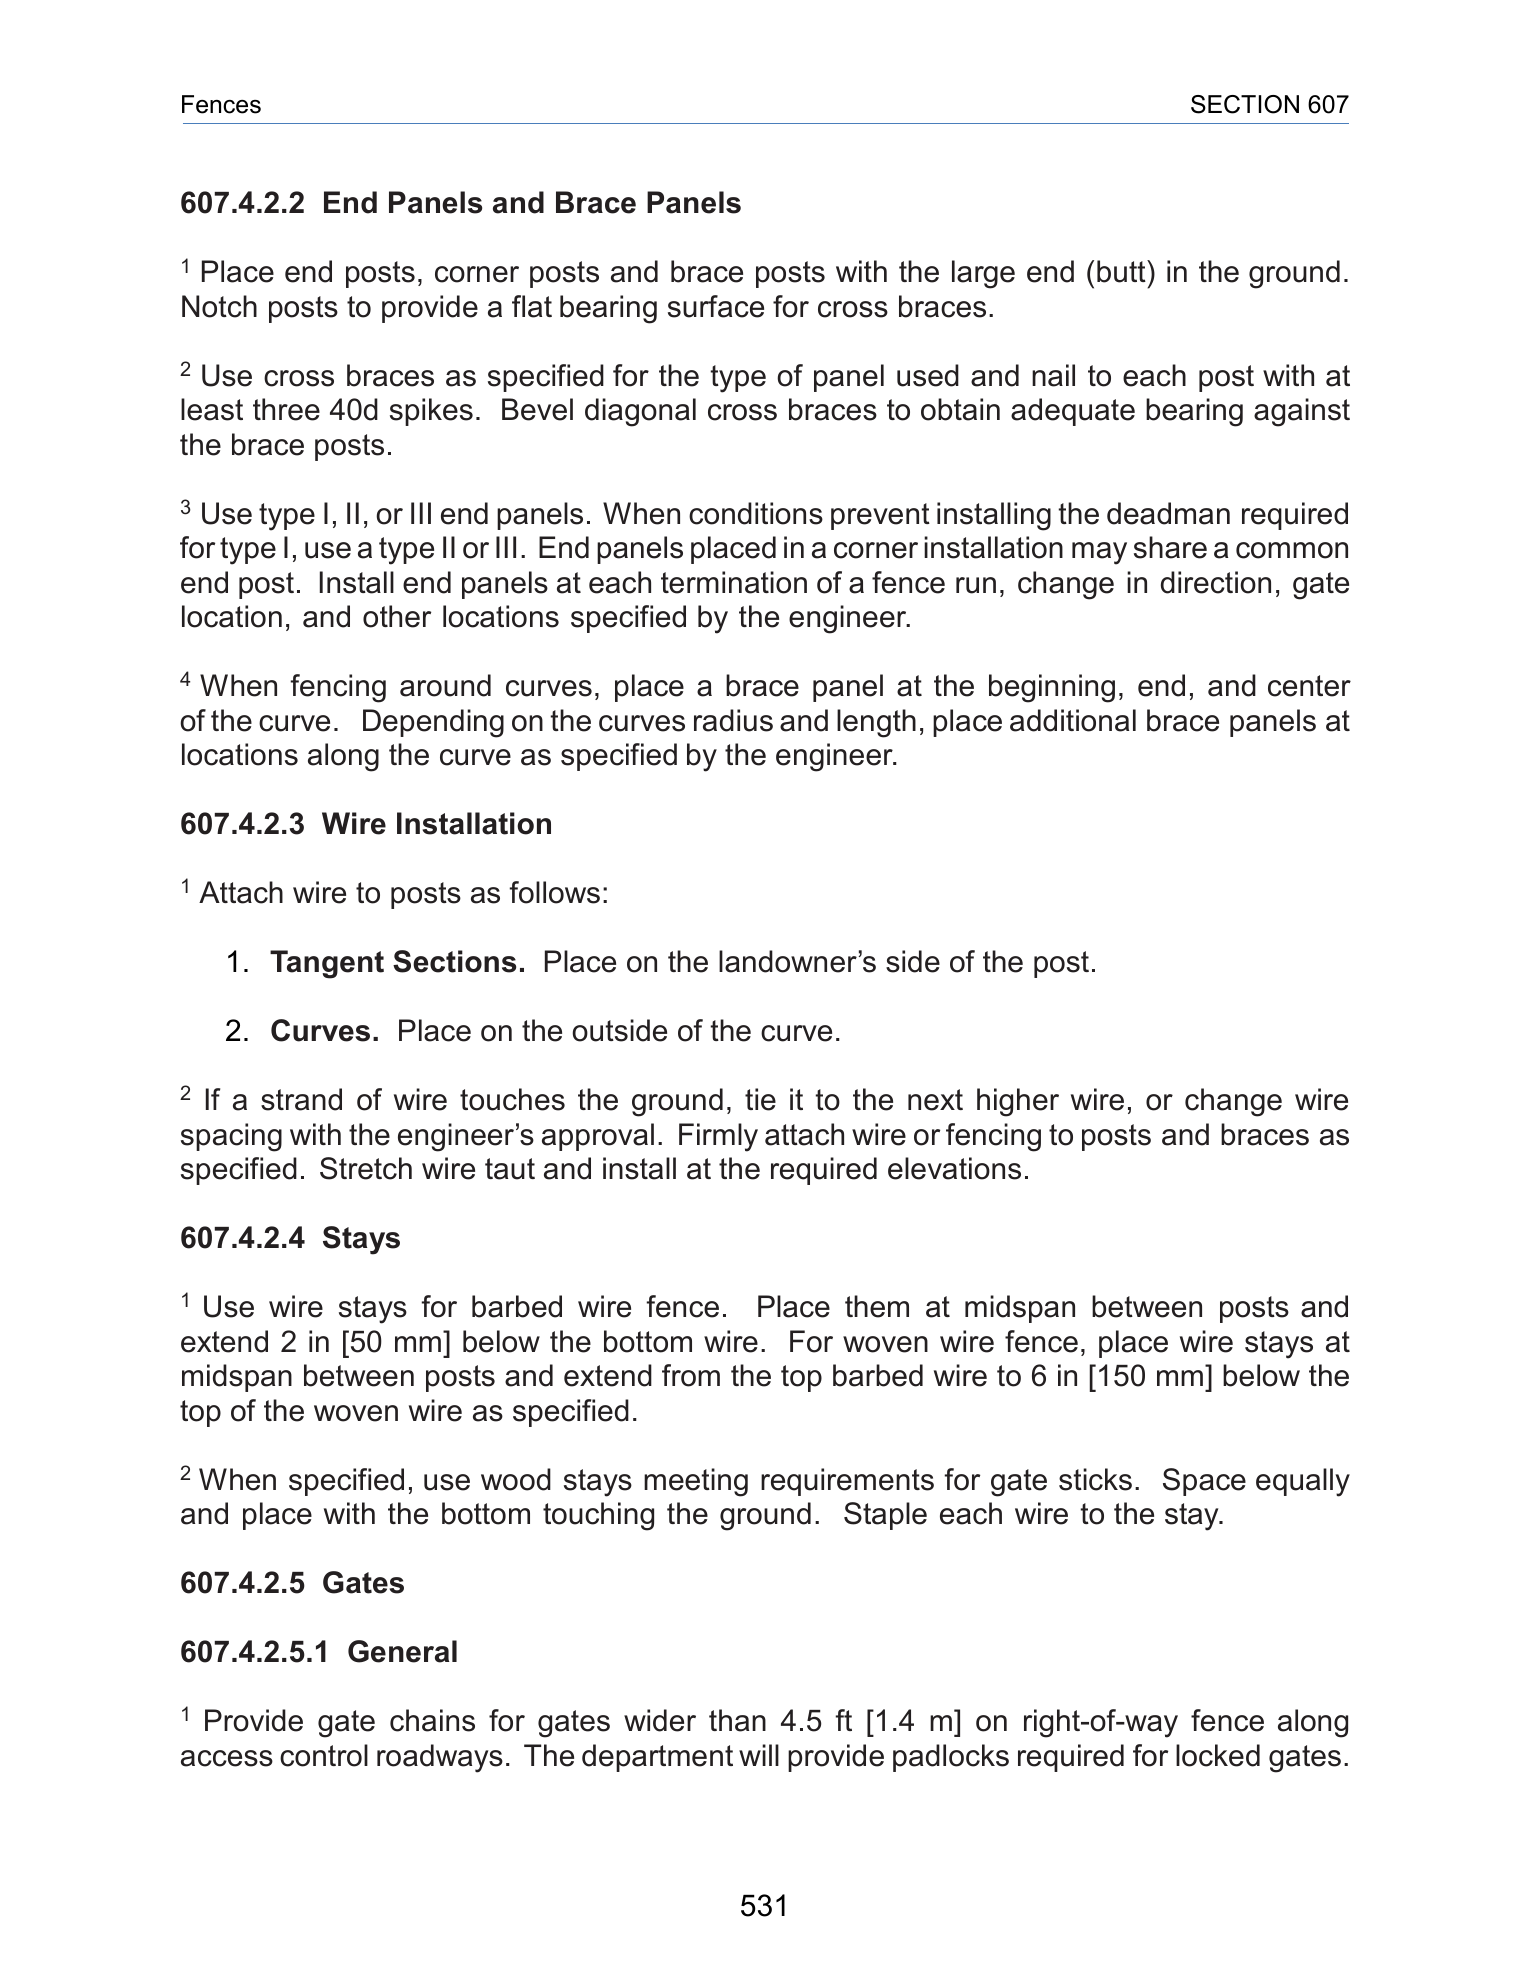 Fences SECTION 607
607.4.2.2 End Panels and Brace Panels
1 Place end posts, corner posts and brace posts with the large end (butt) in the ground.
Notch posts to provide a flat bearing surface for cross braces.
2 Use cross braces as specified for the type of panel used and nail to each post with at
least three 40d spikes. Bevel diagonal cross braces to obtain adequate bearing against
the brace posts.
3 Use type I, II, or III end panels. When conditions prevent installing the deadman required
for type I, use a type II or III. End panels placed in a corner installation may share a common
end post. Install end panels at each termination of a fence run, change in direction, gate
location, and other locations specified by the engineer.
4 When fencing around curves, place a brace panel at the beginning, end, and center
of the curve. Depending on the curves radius and length, place additional brace panels at
locations along the curve as specified by the engineer.
607.4.2.3 Wire Installation
1 Attach wire to posts as follows:
1. Tangent Sections. Place on the landowner’s side of the post.
2. Curves. Place on the outside of the curve.
2 If a strand of wire touches the ground, tie it to the next higher wire, or change wire
spacing with the engineer’s approval. Firmly attach wire or fencing to posts and braces as
specified. Stretch wire taut and install at the required elevations.
607.4.2.4 Stays
1 Use wire stays for barbed wire fence. Place them at midspan between posts and
extend 2 in [50 mm] below the bottom wire. For woven wire fence, place wire stays at
midspan between posts and extend from the top barbed wire to 6 in [150 mm] below the
top of the woven wire as specified.
2 When specified, use wood stays meeting requirements for gate sticks. Space equally
and place with the bottom touching the ground. Staple each wire to the stay.
607.4.2.5 Gates
607.4.2.5.1 General
1 Provide gate chains for gates wider than 4.5 ft [1.4 m] on right-of-way fence along
access control roadways. The department will provide padlocks required for locked gates.
531